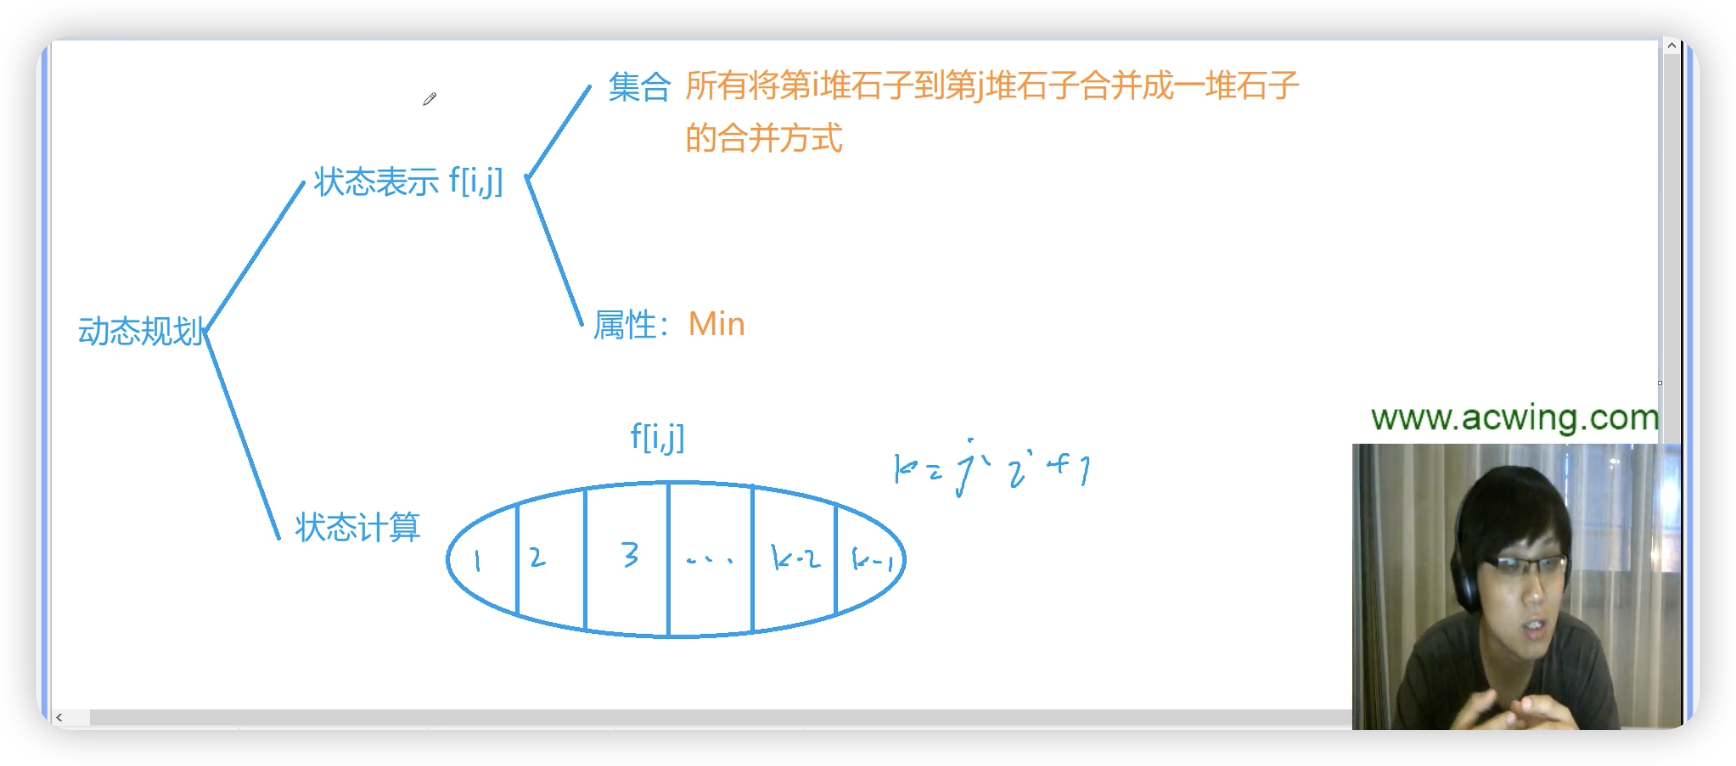 集合 所有将第i堆石子到第j堆石子合并成一堆石子
的合并方式
状态表示 f[i,j]
动态规划
属性：Min
f[i,j]
k = j - i + 1
状态计算
1 2 3 ... k-2 k-1
www.acwing.com